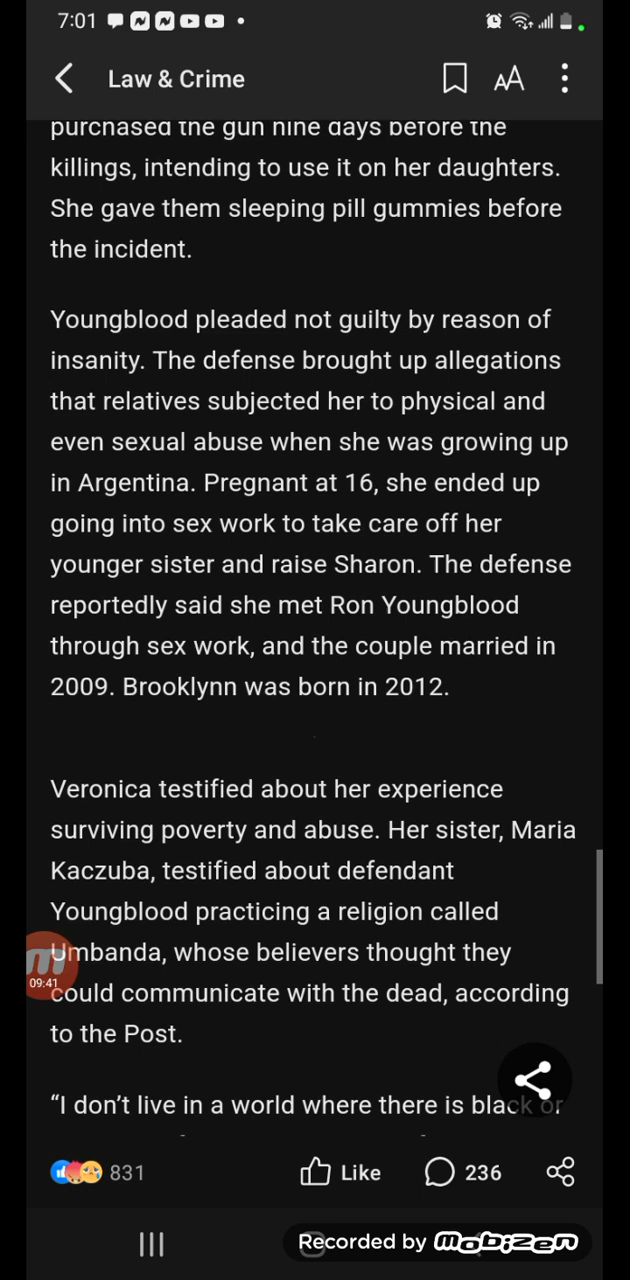 7:01
Law & Crime
AA
purchased the gun nine days before the
killings, intending to use it on her daughters.
She gave them sleeping pill gummies before
the incident.
Youngblood pleaded not guilty by reason of
insanity. The defense brought up allegations
that relatives subjected her to physical and
even sexual abuse when she was growing up
in Argentina. Pregnant at 16, she ended up
going into sex work to take care off her
younger sister and raise Sharon. The defense
reportedly said she met Ron Youngblood
through sex work, and the couple married in
2009. Brooklynn was born in 2012.
Veronica testified about her experience
surviving poverty and abuse. Her sister, Maria
Kaczuba, testified about defendant
Youngblood practicing a religion called
Umbanda, whose believers thought they
could communicate with the dead, according
to the Post.
m
09:41
“I don’t live in a world where there is black or
831
Like
236
Recorded by mobizen